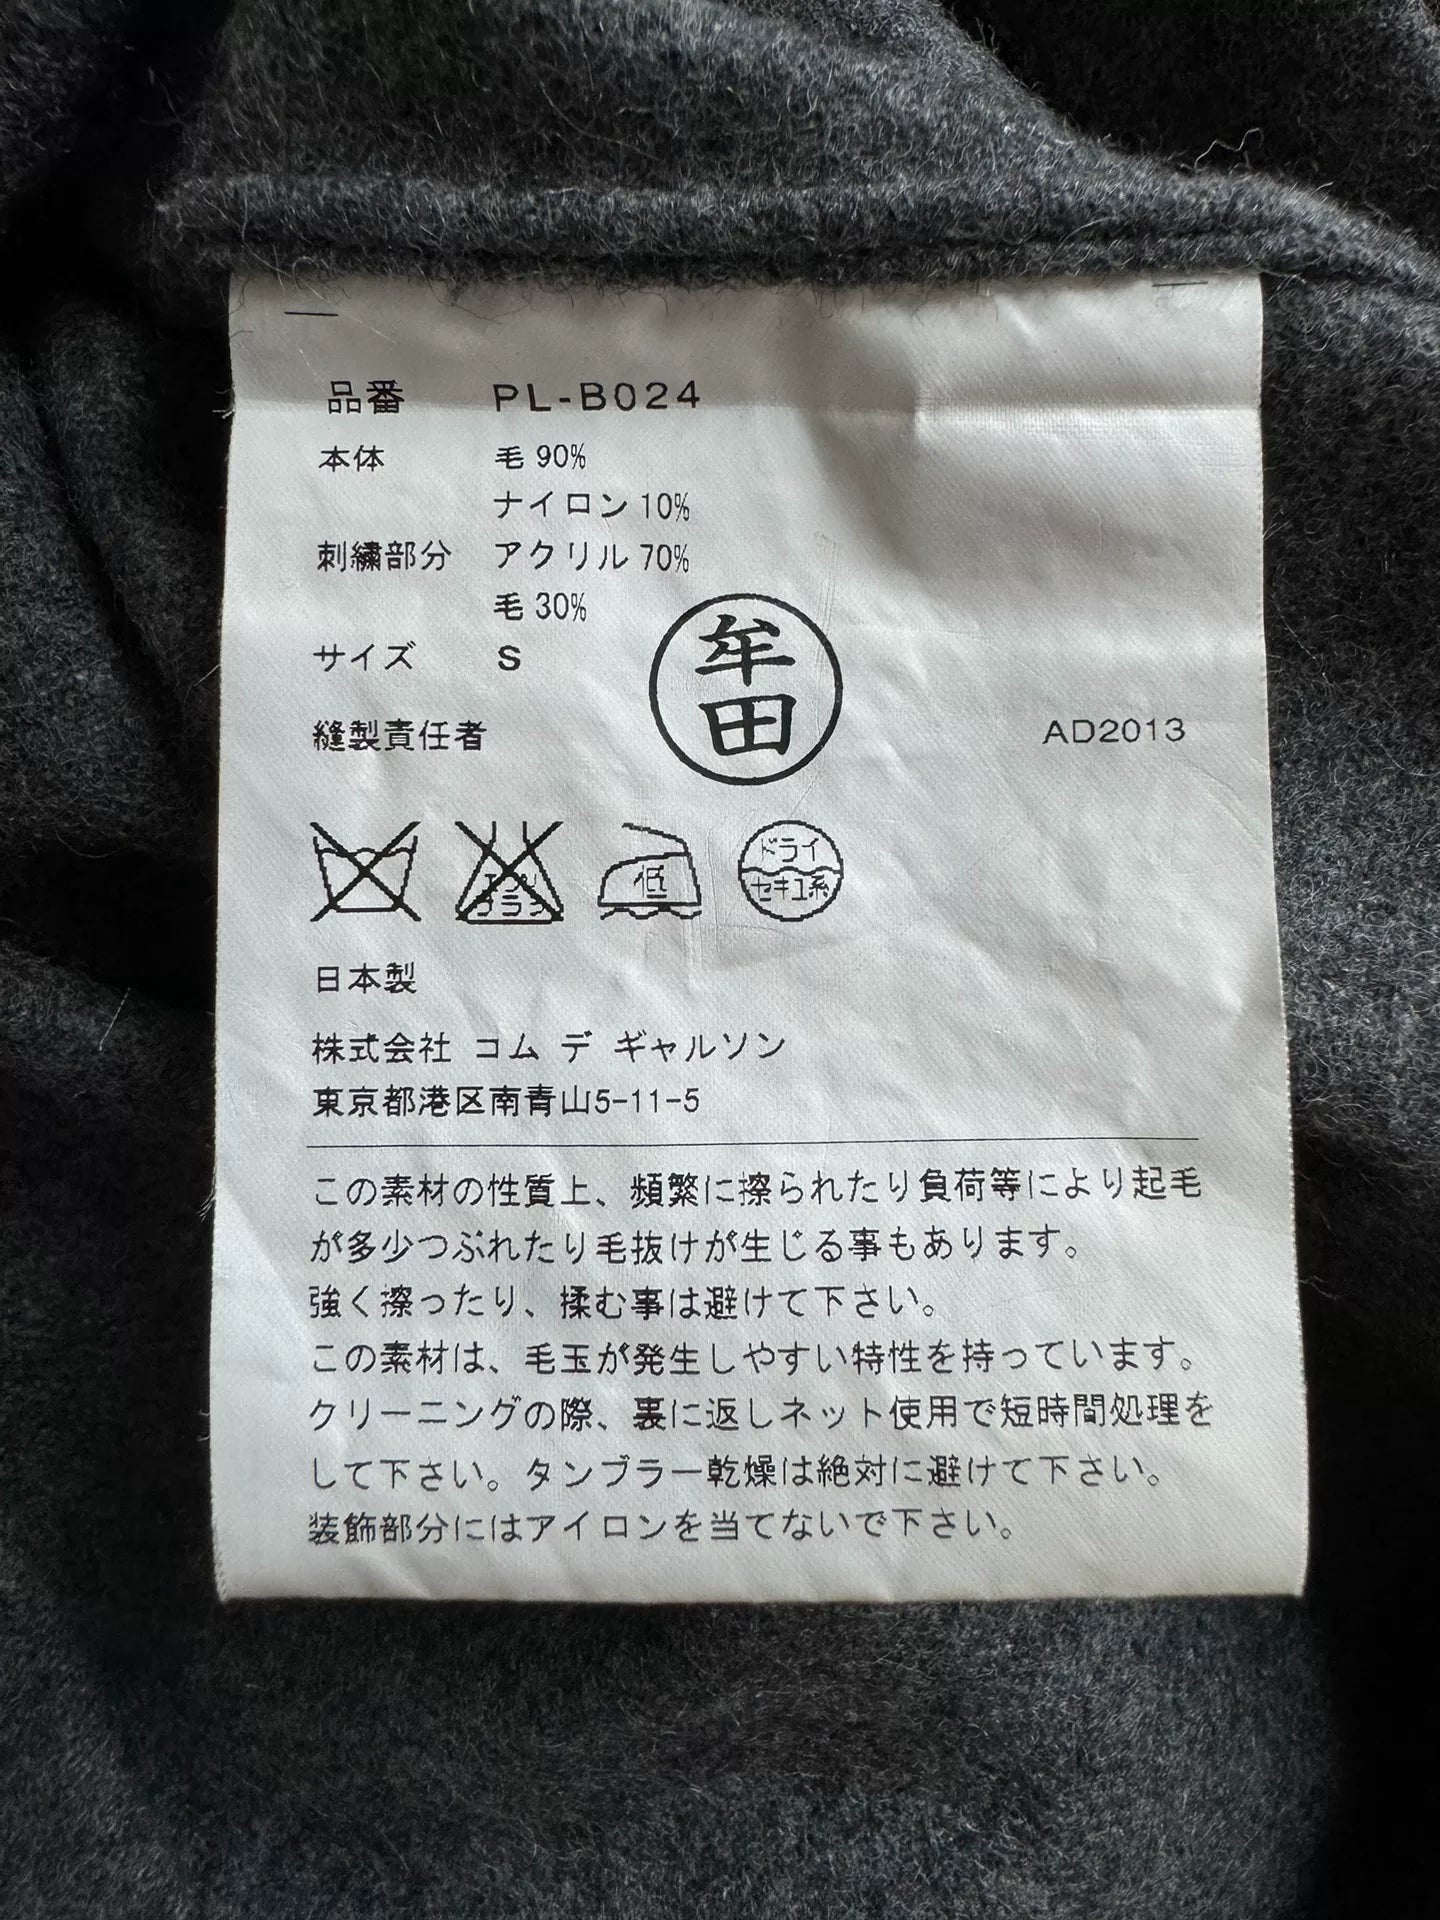 品番 PL-B024
本体 毛 90%
ナイロン 10%
刺繍部分 アクリル 70%
毛 30%
サイズ S
牟田
縫製責任者 AD2013
エンソ
サラシ
低
ドライ
セキユ系
日本製
株式会社 コム デ ギャルソン
東京都港区南青山5-11-5
この素材の性質上、頻繁に擦られたり負荷等により起毛
が多少つぶれたり毛抜けが生じる事もあります。
強く擦ったり、揉む事は避けて下さい。
この素材は、毛玉が発生しやすい特性を持っています。
クリーニングの際、裏に返しネット使用で短時間処理を
して下さい。タンブラー乾燥は絶対に避けて下さい。
装飾部分にはアイロンを当てないで下さい。